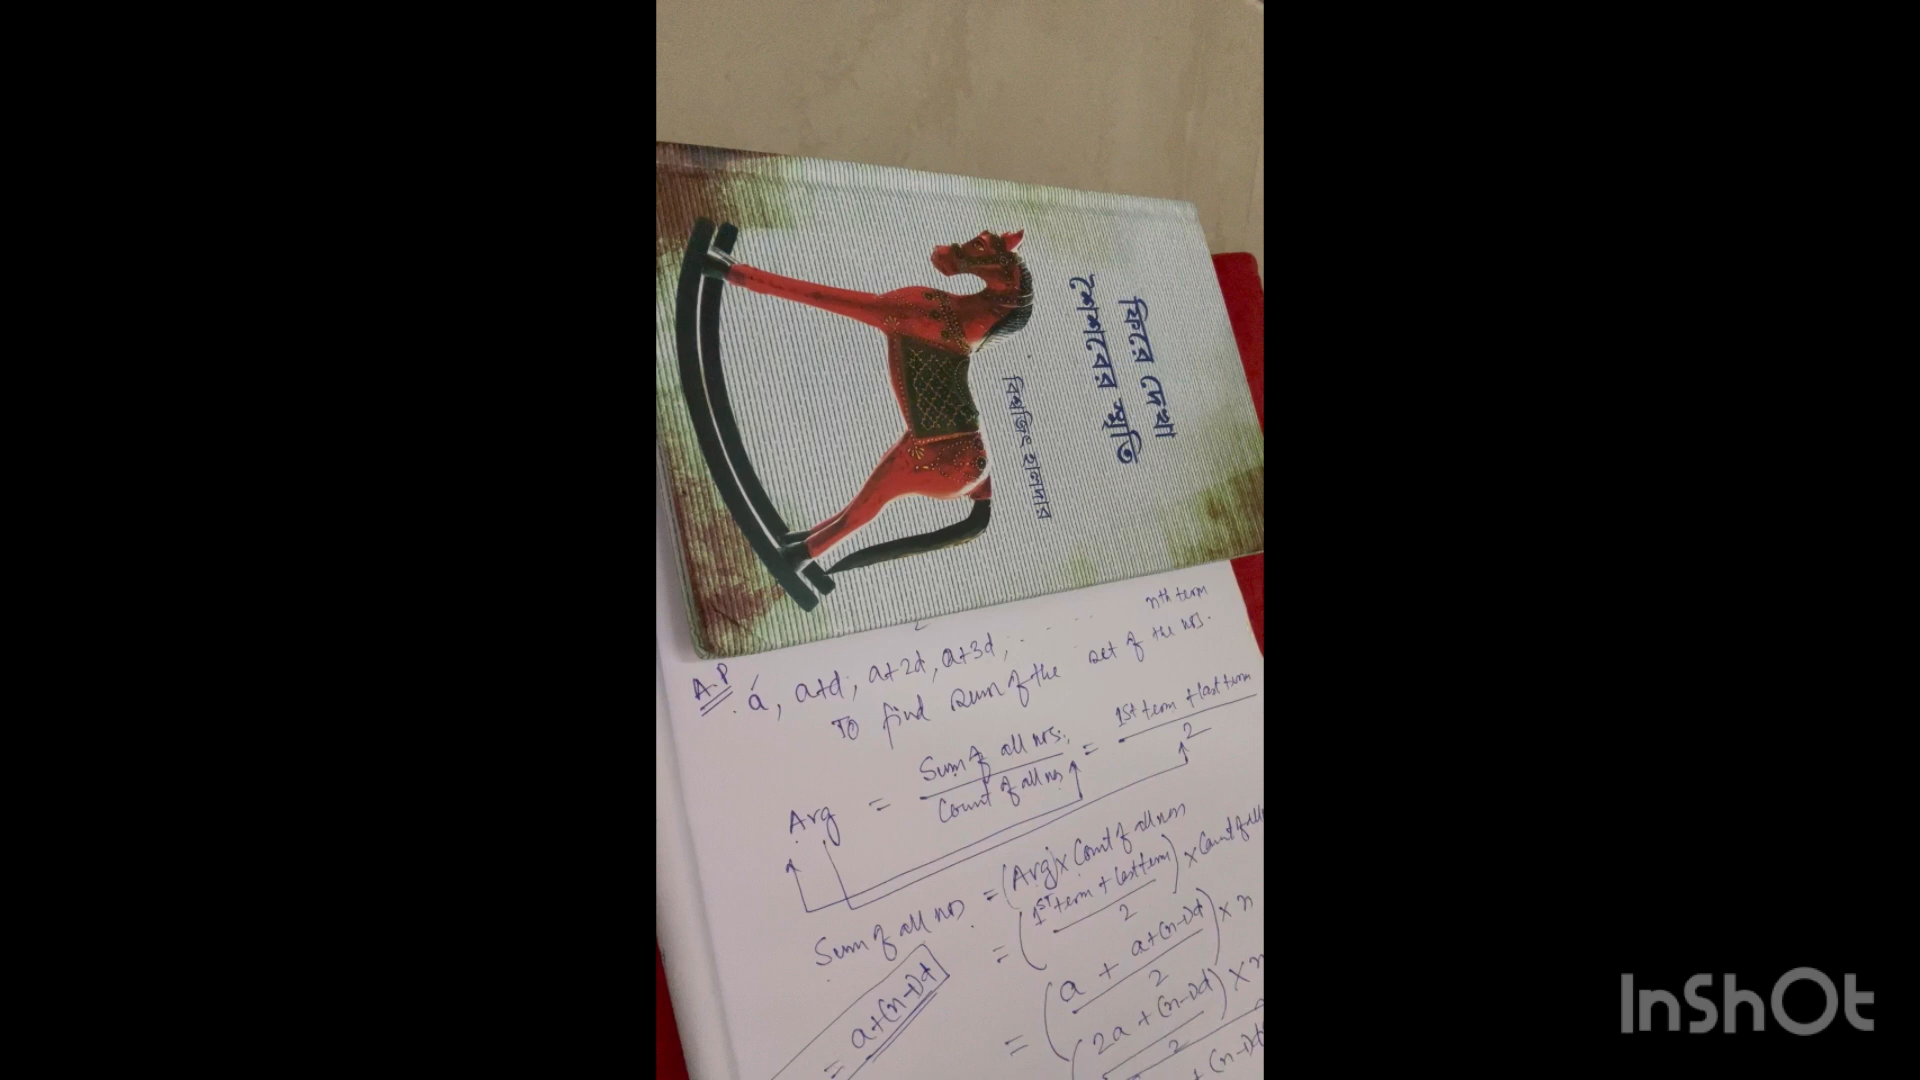 ফিরে দেখা
শৈশবের স্মৃতি
বিশ্বজিৎ হালদার
nth term
A.P a, a+d, a+2d, a+3d, . . . . .
To find sum of the set of the nos.
Avg = Sum of all nos. / Count of all nos = 1st term + last term / 2
Sum of all nos = (Avg) x Count of all nos
= (1ST term + last term / 2) x Count of all
= (a + a+(n-1)d / 2) x n
= a+(n-1)d
= (2a + (n-1)d / 2) x n
+ (n-1)d
InShOt